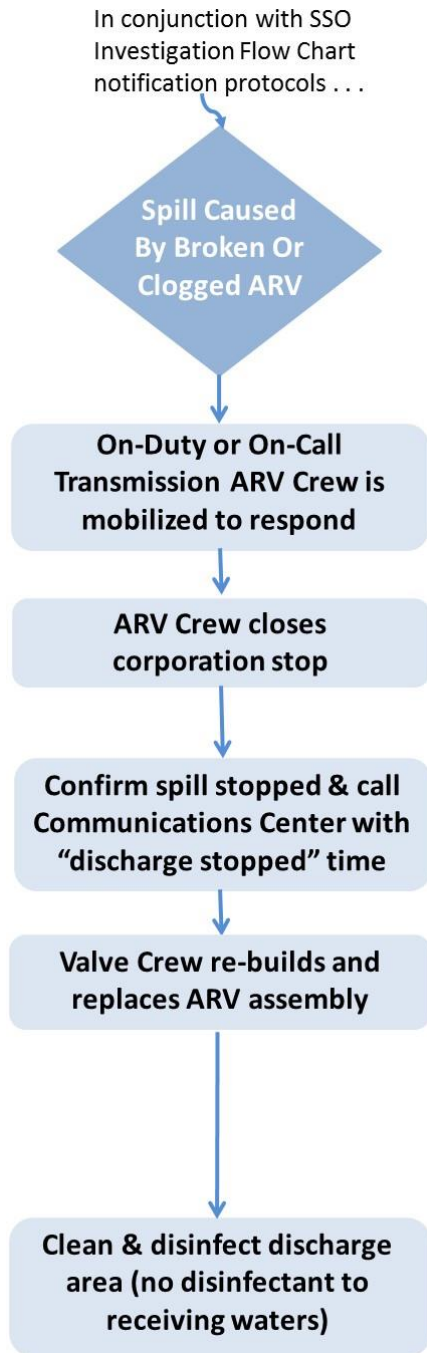 In conjunction with SSO
Investigation Flow Chart
notification protocols . . .
Spill Caused
By Broken Or
Clogged ARV
On-Duty or On-Call
Transmission ARV Crew is
mobilized to respond
ARV Crew closes
corporation stop
Confirm spill stopped & call
Communications Center with
“discharge stopped” time
Valve Crew re-builds and
replaces ARV assembly
Clean & disinfect discharge
area (no disinfectant to
receiving waters)